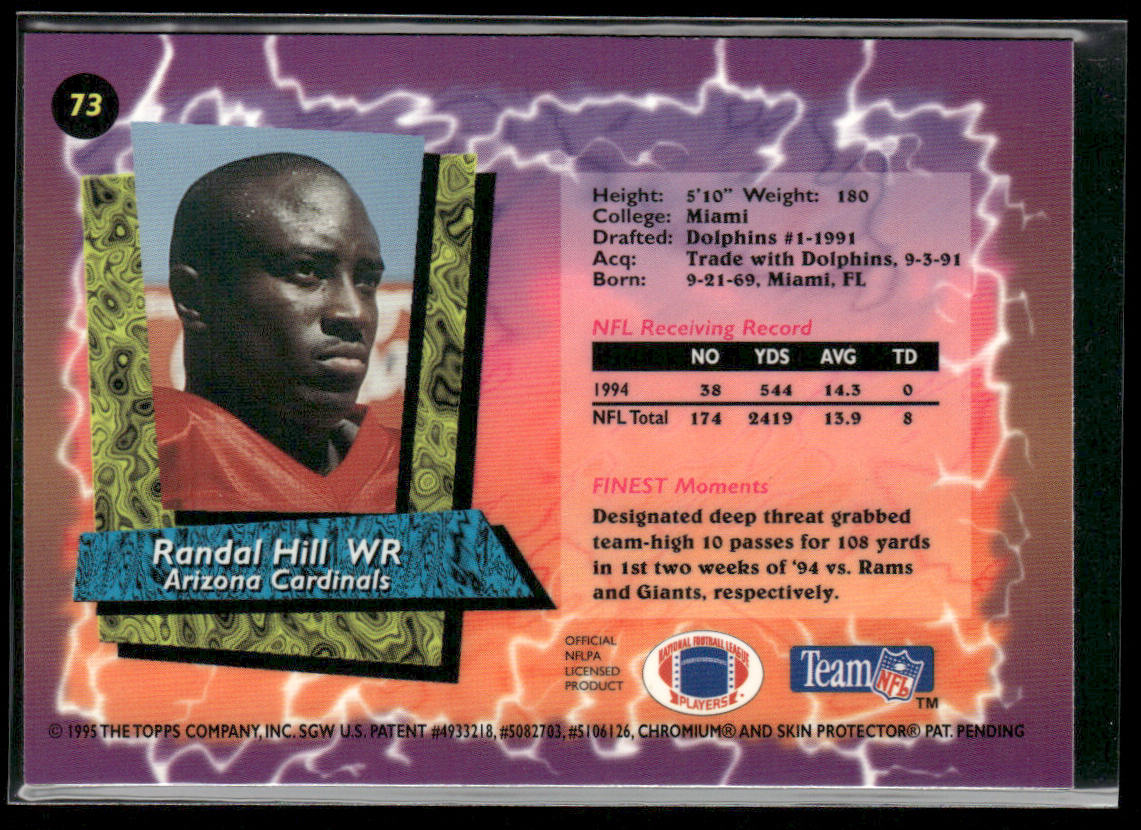 73
Height: 5'10" Weight: 180
College: Miami
Drafted: Dolphins #1-1991
Acq: Trade with Dolphins, 9-3-91
Born: 9-21-69, Miami, FL
NFL Receiving Record
NO YDS AVG TD
1994 38 544 14.3 0
NFL Total 174 2419 13.9 8
FINEST Moments
Designated deep threat grabbed
team-high 10 passes for 108 yards
in 1st two weeks of '94 vs. Rams
and Giants, respectively.
Randal Hill WR
Arizona Cardinals
OFFICIAL
NFLPA
LICENSED
PRODUCT
NATIONAL FOOTBALL LEAGUE
PLAYERS
Team NFL TM
© 1995 THE TOPPS COMPANY, INC. SGW U.S. PATENT #4933218, #5082703, #5106126, CHROMIUM® AND SKIN PROTECTOR® PAT. PENDING